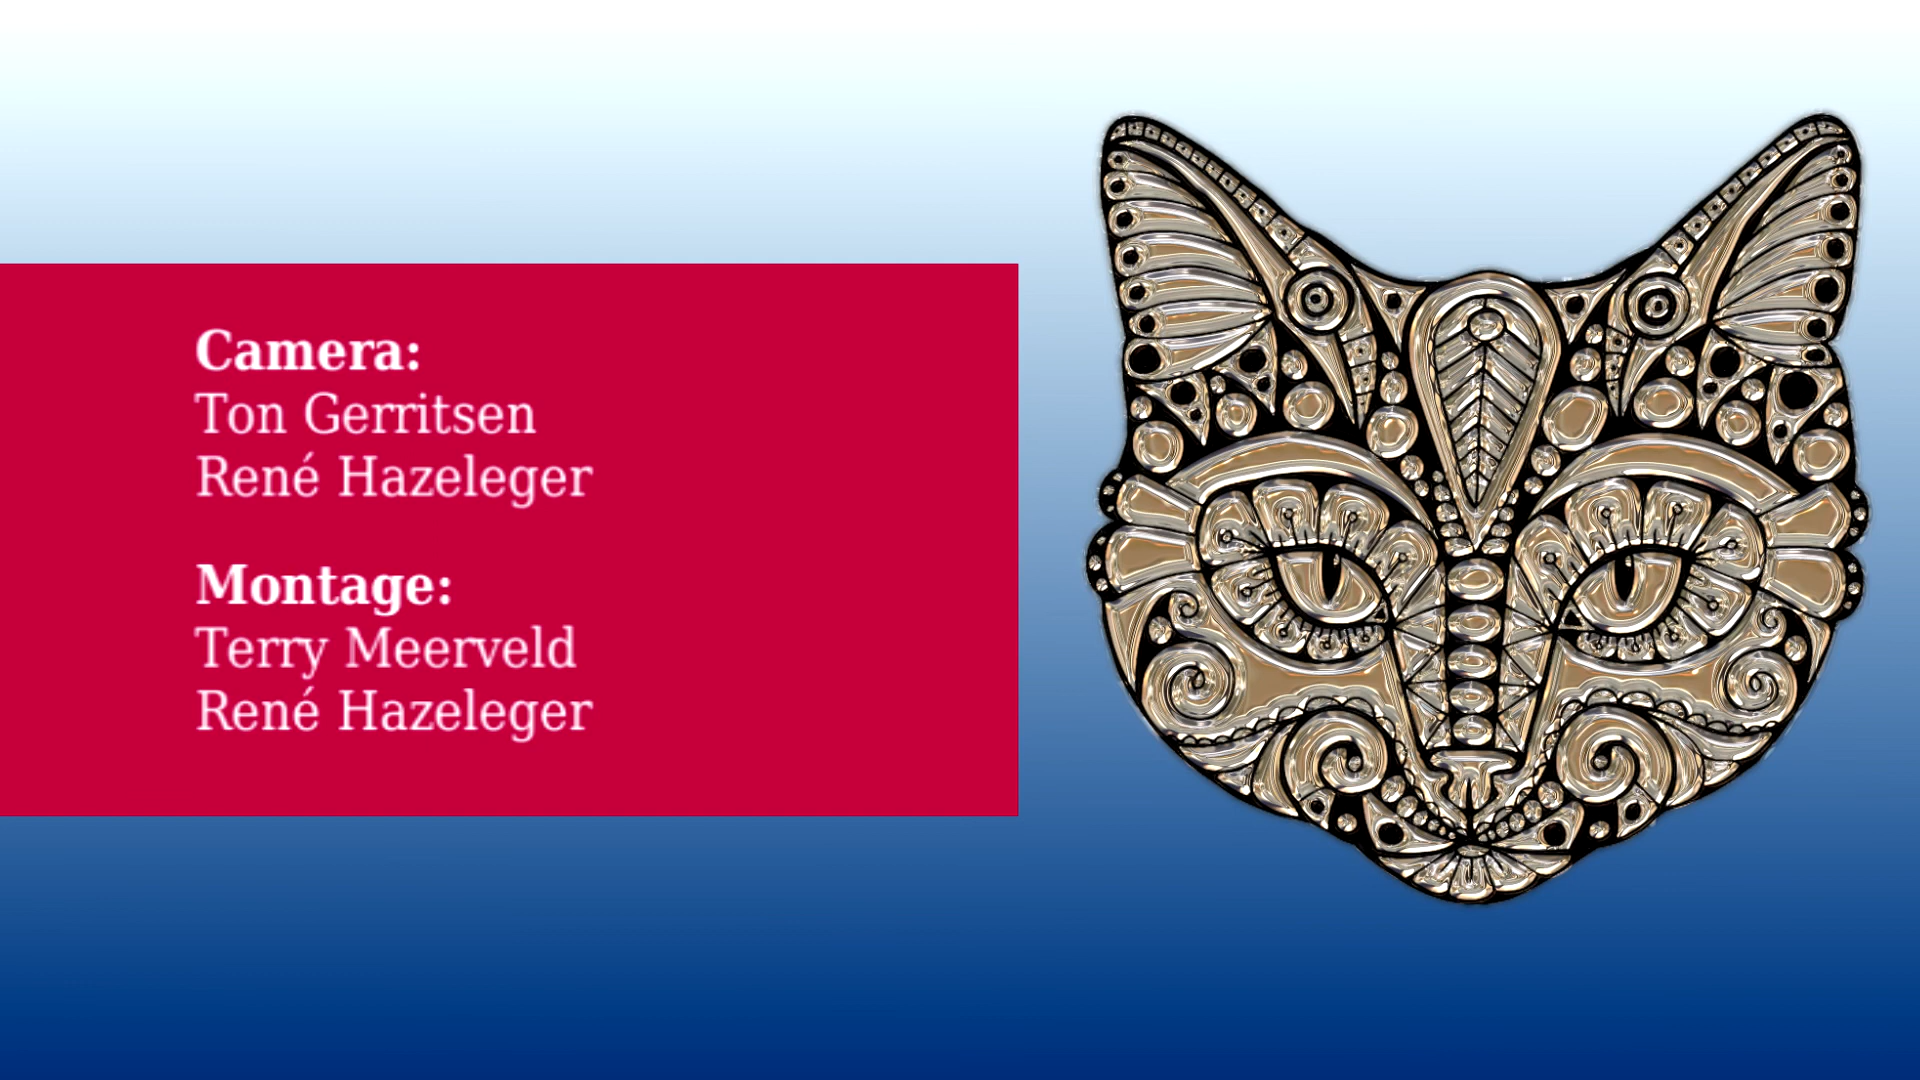 Camera:
Ton Gerritsen
René Hazeleger
Montage:
Terry Meerveld
René Hazeleger